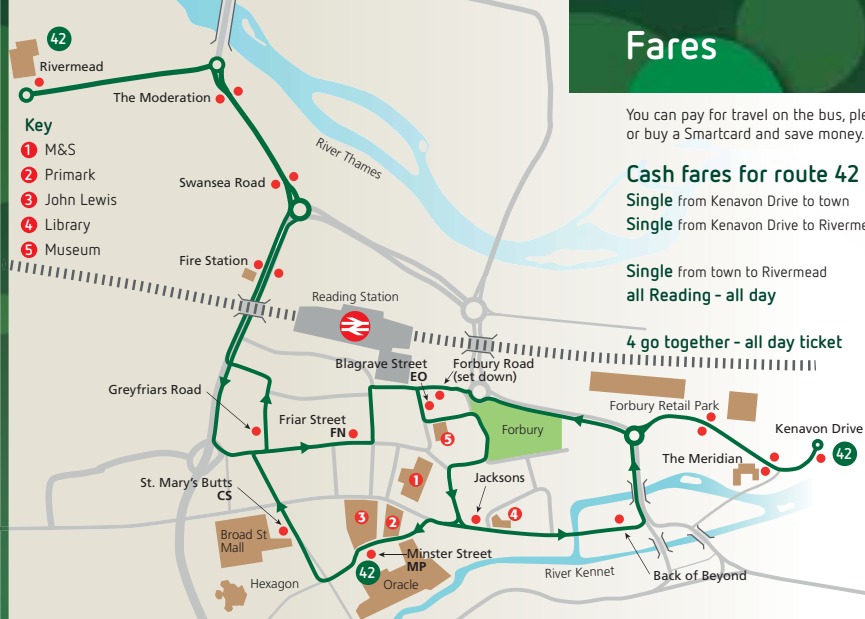 42
Rivermead
The Moderation
Key
1 M&S
2 Primark
3 John Lewis
4 Library
5 Museum
River Thames
Swansea Road
Fire Station
Reading Station
Blagrave Street
EO
Forbury Road
(set down)
Greyfriars Road
Friar Street
FN
5
Forbury
Forbury Retail Park
Kenavon Drive
42
The Meridian
St. Mary's Butts
CS
1
Jacksons
3
2
4
Broad St
Mall
Minster Street
MP
42
Oracle
Hexagon
River Kennet
Back of Beyond
Fares
You can pay for travel on the bus,
or buy a Smartcard and save money.
Cash fares for route 42
Single from Kenavon Drive to town
Single from Kenavon Drive to
Single from town to Rivermead
all Reading - all day
4 go together - all day ticket